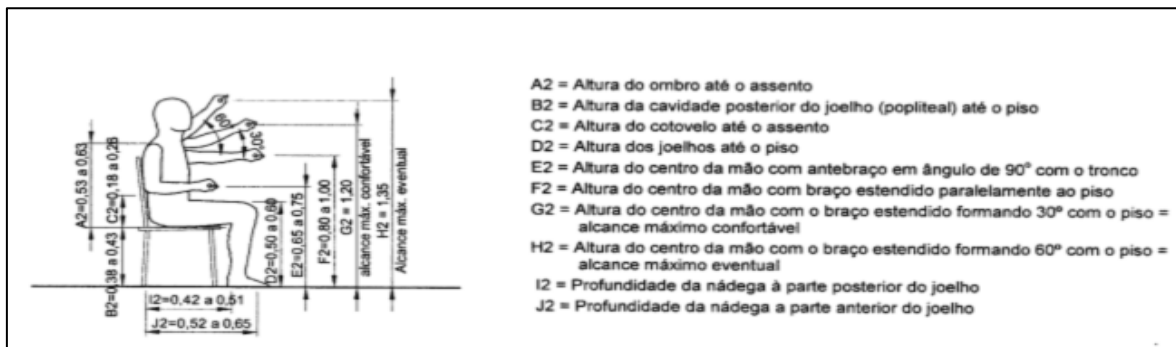 A2=0,53 a 0,63
C2=0,18 a 0,26
B2=0,38 a 0,43
60°
30°
D2=0,50 a 0,60
E2=0,65 a 0,75
F2=0,80 a 1,00
G2 = 1,20
alcance máx. confortável
H2 = 1,35
Alcance máx. eventual
I2=0,42 a 0,51
J2=0,52 a 0,65
A2 = Altura do ombro até o assento
B2 = Altura da cavidade posterior do joelho (popliteal) até o piso
C2 = Altura do cotovelo até o assento
D2 = Altura dos joelhos até o piso
E2 = Altura do centro da mão com antebraço em ângulo de 90° com o tronco
F2 = Altura do centro da mão com braço estendido paralelamente ao piso
G2 = Altura do centro da mão com o braço estendido formando 30º com o piso =
alcance máximo confortável
H2 = Altura do centro da mão com o braço estendido formando 60º com o piso =
alcance máximo eventual
I2 = Profundidade da nádega à parte posterior do joelho
J2 = Profundidade da nádega a parte anterior do joelho